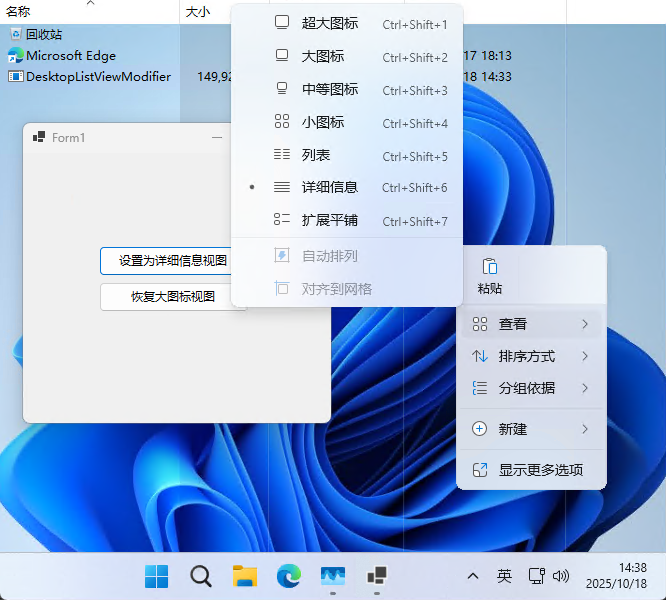 名称 大小
回收站
Microsoft Edge 17 18:13
DesktopListViewModifier 149,92 18 14:33
超大图标 Ctrl+Shift+1
大图标 Ctrl+Shift+2
中等图标 Ctrl+Shift+3
小图标 Ctrl+Shift+4
列表 Ctrl+Shift+5
详细信息 Ctrl+Shift+6
扩展平铺 Ctrl+Shift+7
自动排列
对齐到网格
Form1
设置为详细信息视图
恢复大图标视图
粘贴
查看
排序方式
分组依据
新建
显示更多选项
英
14:38
2025/10/18